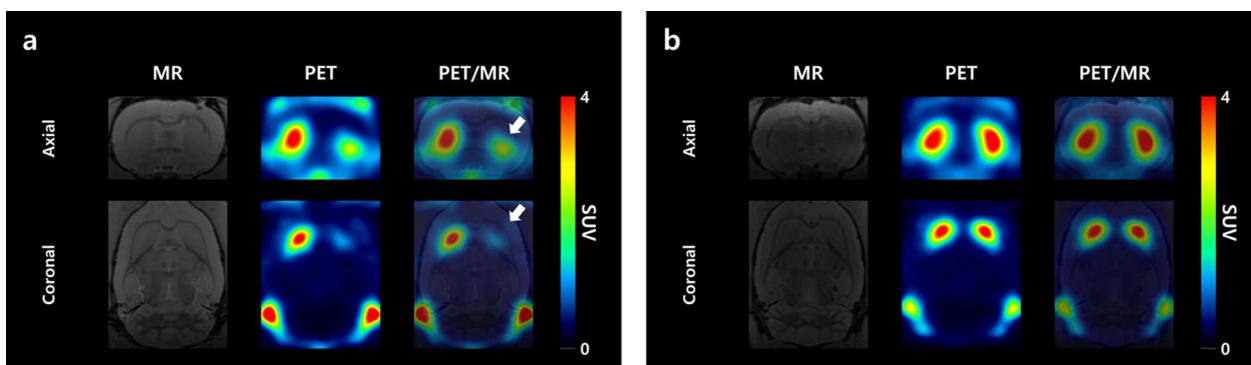 a
MR PET PET/MR
Axial
Coronal
4
SUV
0
b
MR PET PET/MR
Axial
Coronal
4
SUV
0